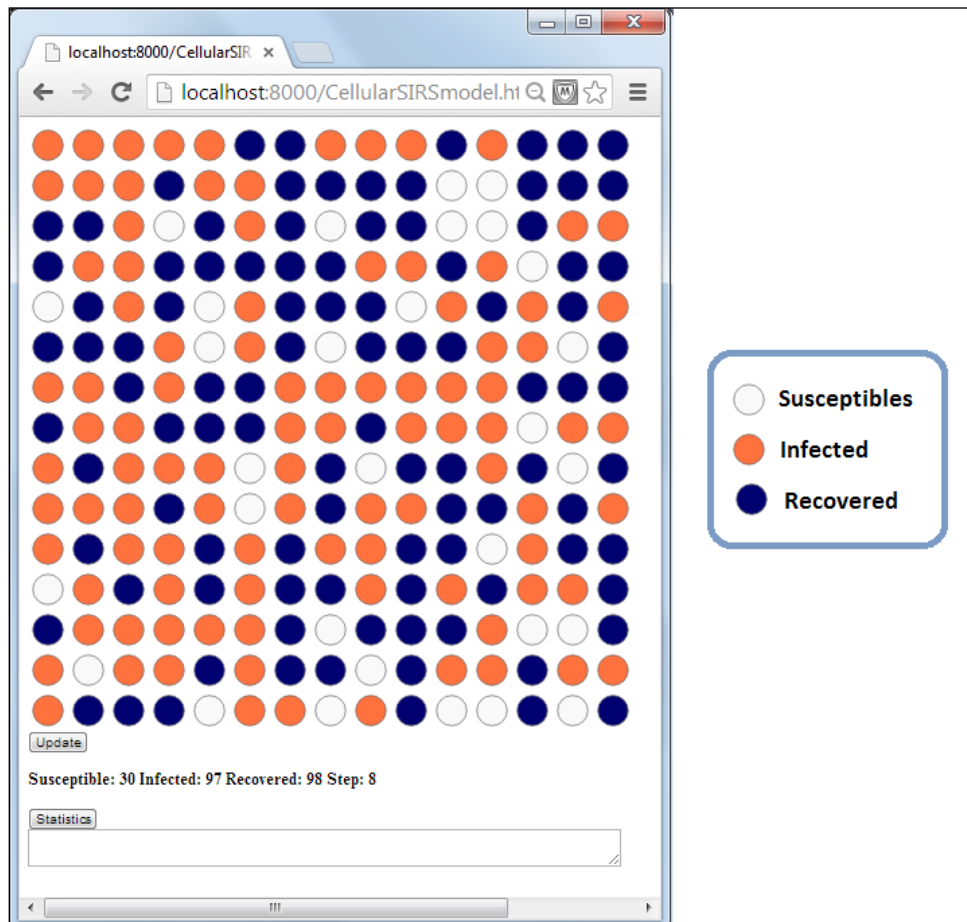 localhost:8000/CellularSIR
localhost:8000/CellularSIRSmodel.ht
Susceptibles
Infected
Recovered
Update
Susceptible: 30 Infected: 97 Recovered: 98 Step: 8
Statistics